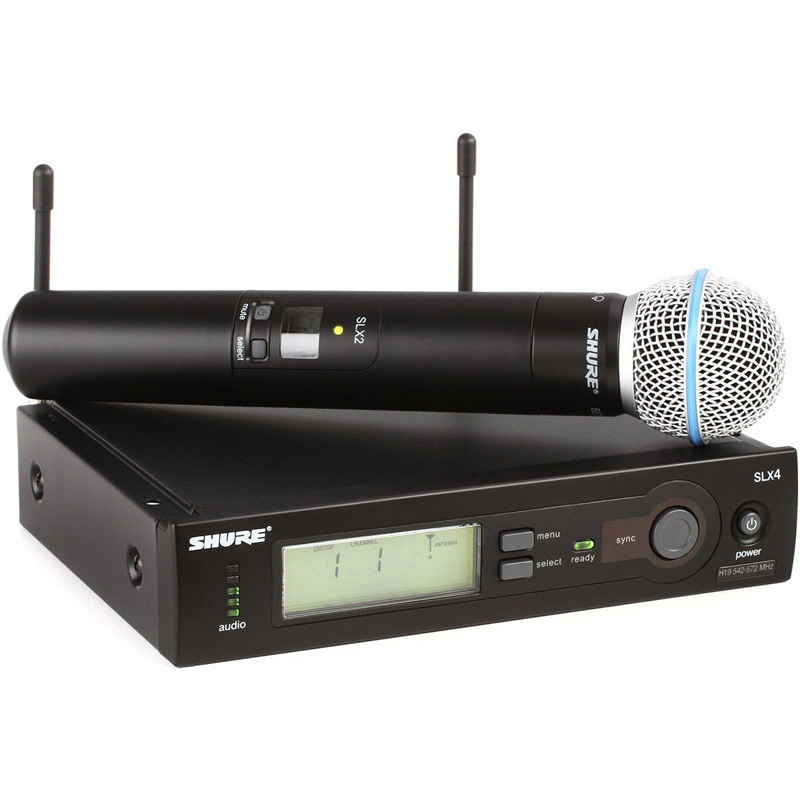 mute
select
SLX2
SHURE®
SLX4
SHURE®
GROUP CHANNEL
ANTENNA
1 1
A
menu
select
ready
sync
power
H19 542-572 MHz
audio